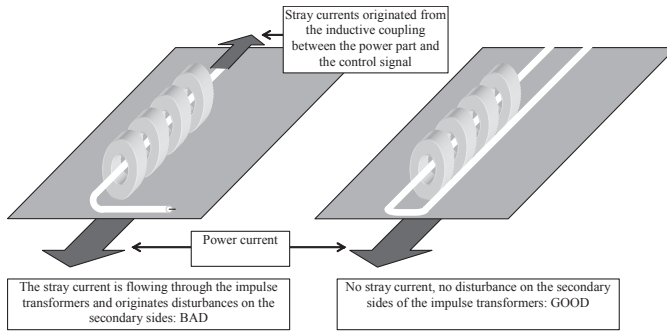 Stray currents originated from
the inductive coupling
between the power part and
the control signal
Power current
The stray current is flowing through the impulse
transformers and originates disturbances on the
secondary sides: BAD
No stray current, no disturbance on the secondary
sides of the impulse transformers: GOOD